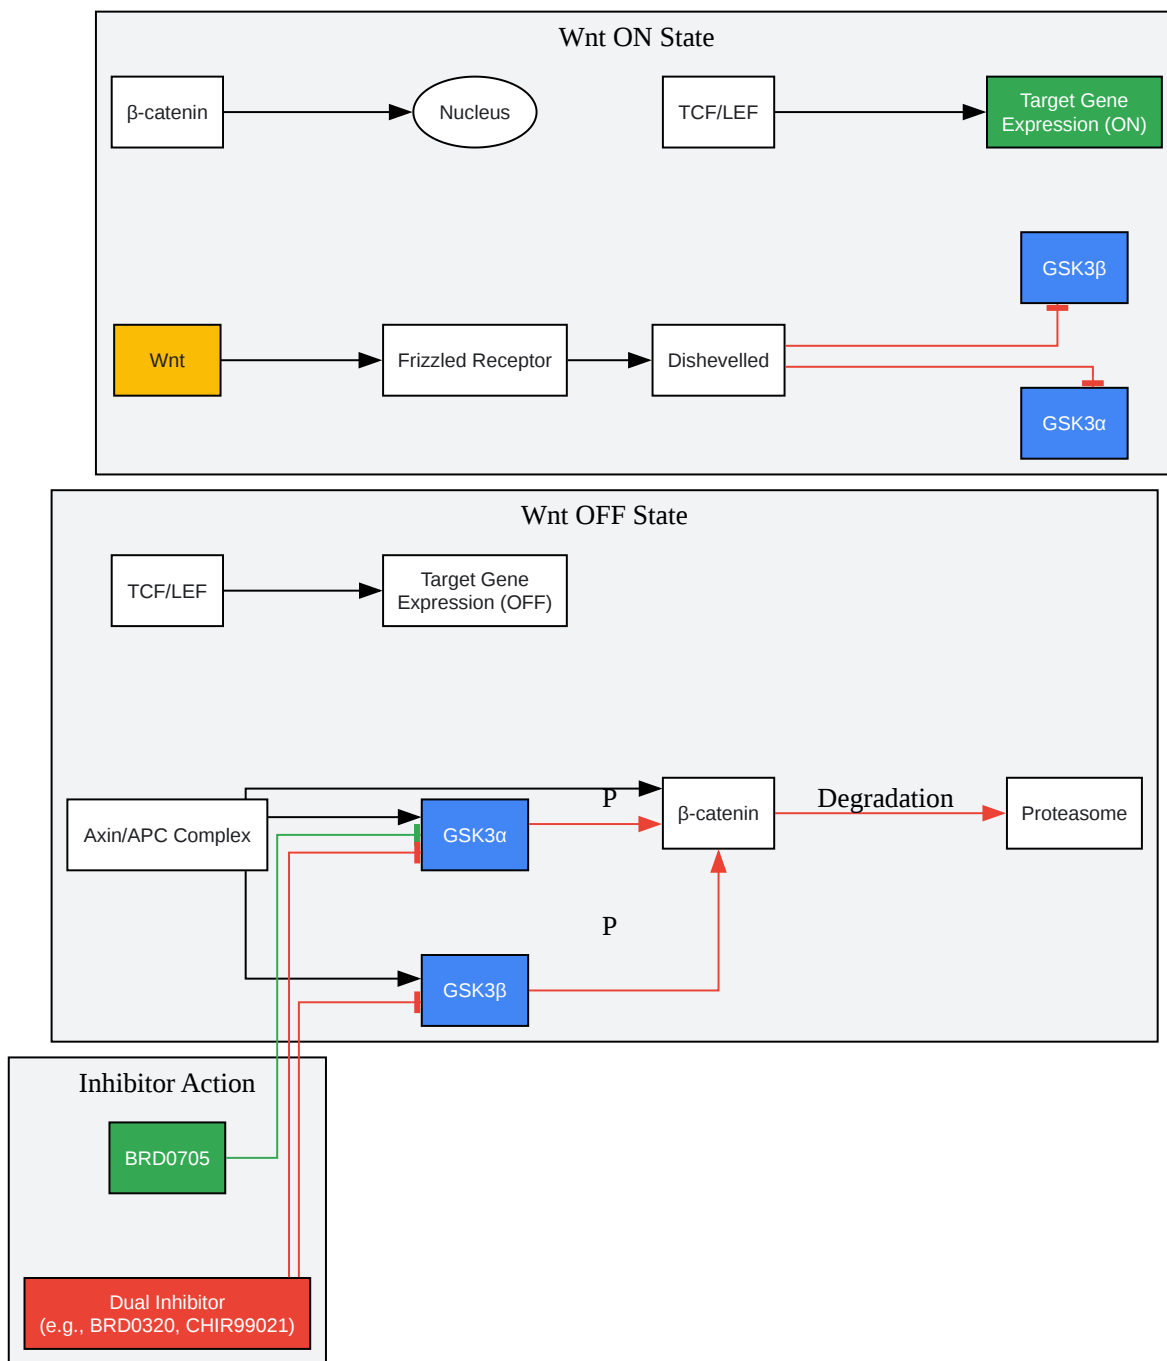 Wnt ON State
β-catenin
Nucleus
TCF/LEF
Target Gene
Expression (ON)
GSK3β
Wnt
Frizzled Receptor
Dishevelled
GSK3α
Wnt OFF State
TCF/LEF
Target Gene
Expression (OFF)
Axin/APC Complex
GSK3α
P
β-catenin
Degradation
Proteasome
P
GSK3β
Inhibitor Action
BRD0705
Dual Inhibitor
(e.g., BRD0320, CHIR99021)